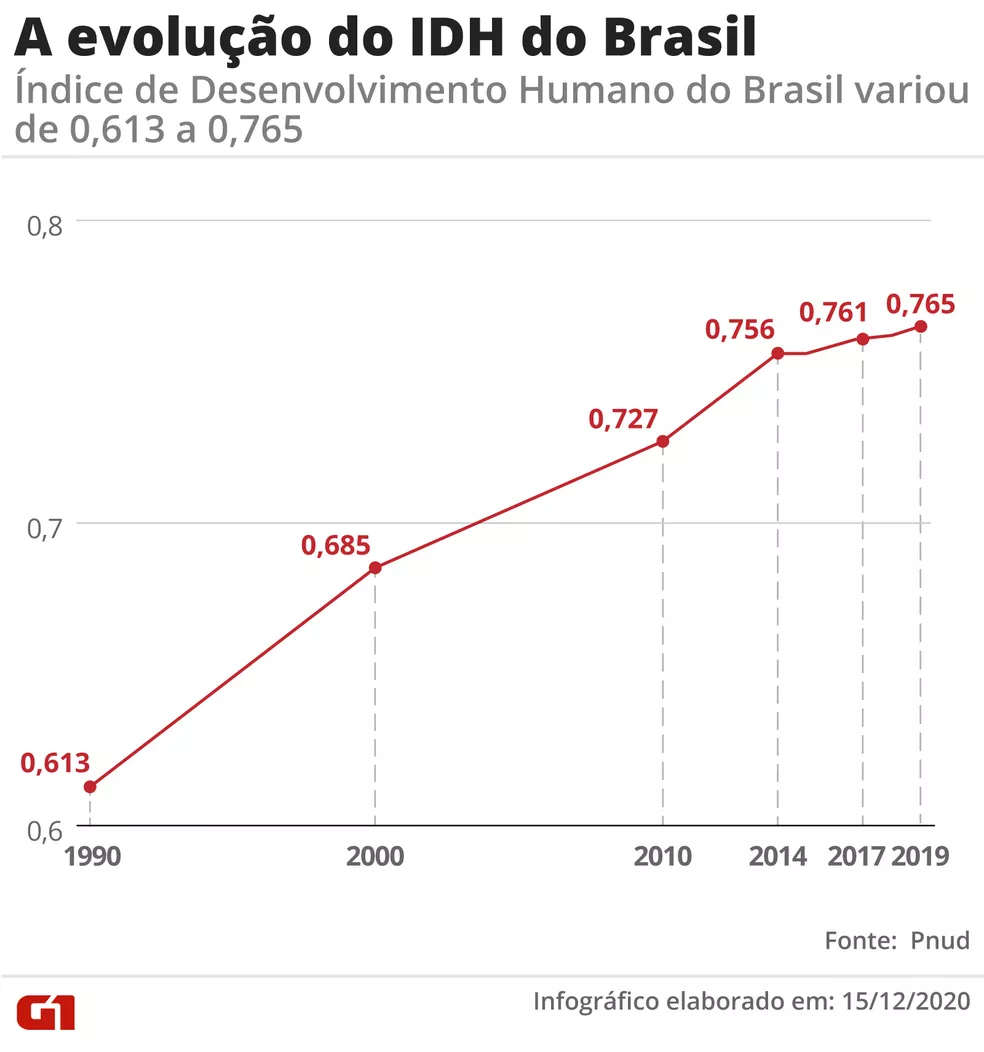 A evolução do IDH do Brasil
Índice de Desenvolvimento Humano do Brasil variou
de 0,613 a 0,765
0,8
0,756
0,761
0,765
0,727
0,7
0,685
0,613
0,6
1990
2000
2010
2014
2017
2019
Fonte: Pnud
G1
Infográfico elaborado em: 15/12/2020